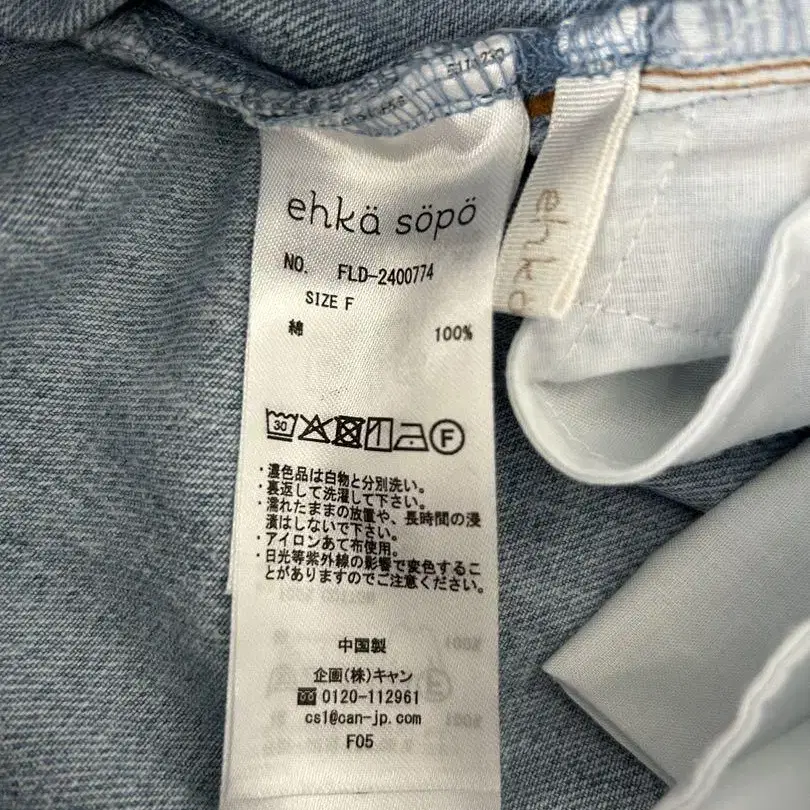 ehkä söpö
ehkä
NO. FLD-2400774
SIZE F
綿 100%
30
F
・濃色品は白物と分別洗い。
・裏返して洗濯して下さい。
・濡れたままの放置や、長時間の浸
漬はしないで下さい。
・アイロンあて布使用。
・日光等紫外線の影響で変色するこ
とがありますのでご注意ください。
中国製
企画(株)キャン
0120-112961
cs1@can-jp.com
F05